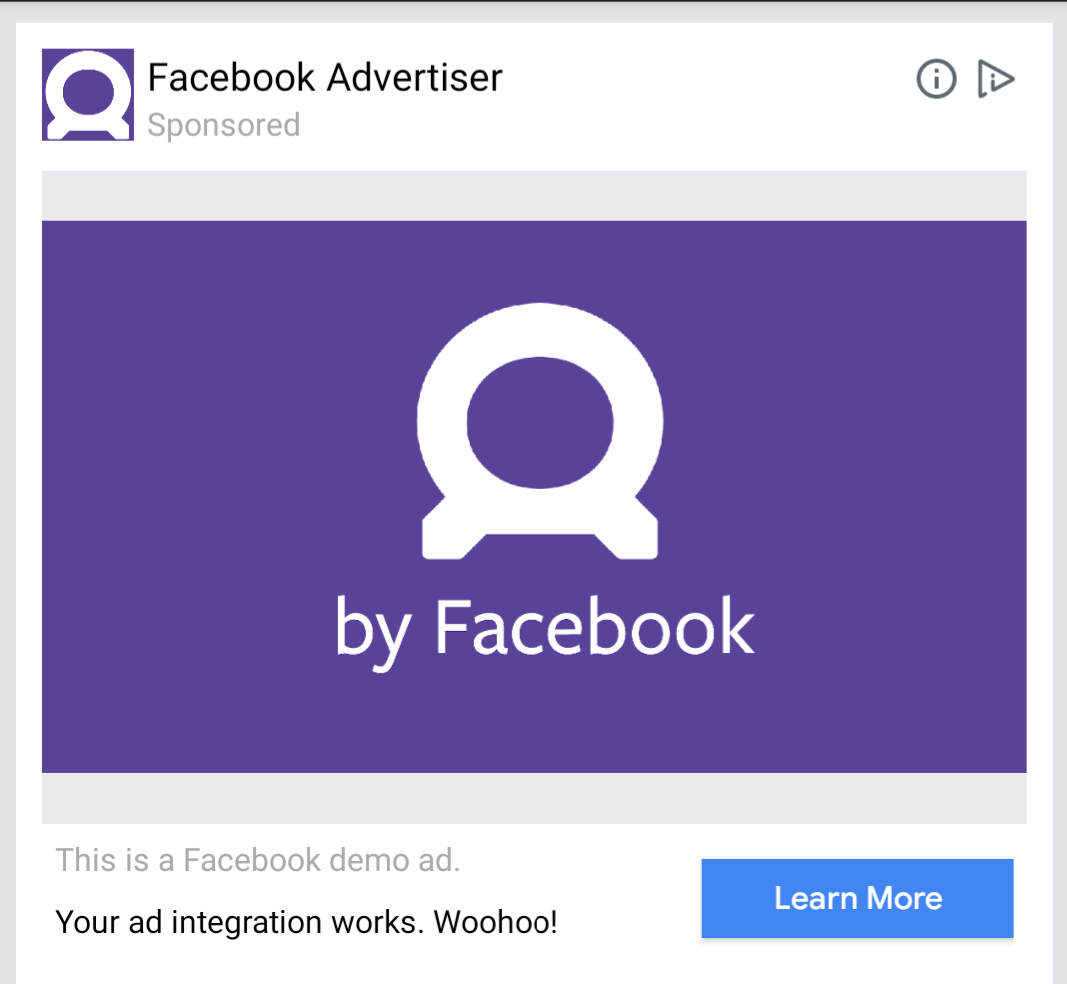 Facebook Advertiser
Sponsored
by Facebook
This is a Facebook demo ad.
Your ad integration works. Woohoo!
Learn More